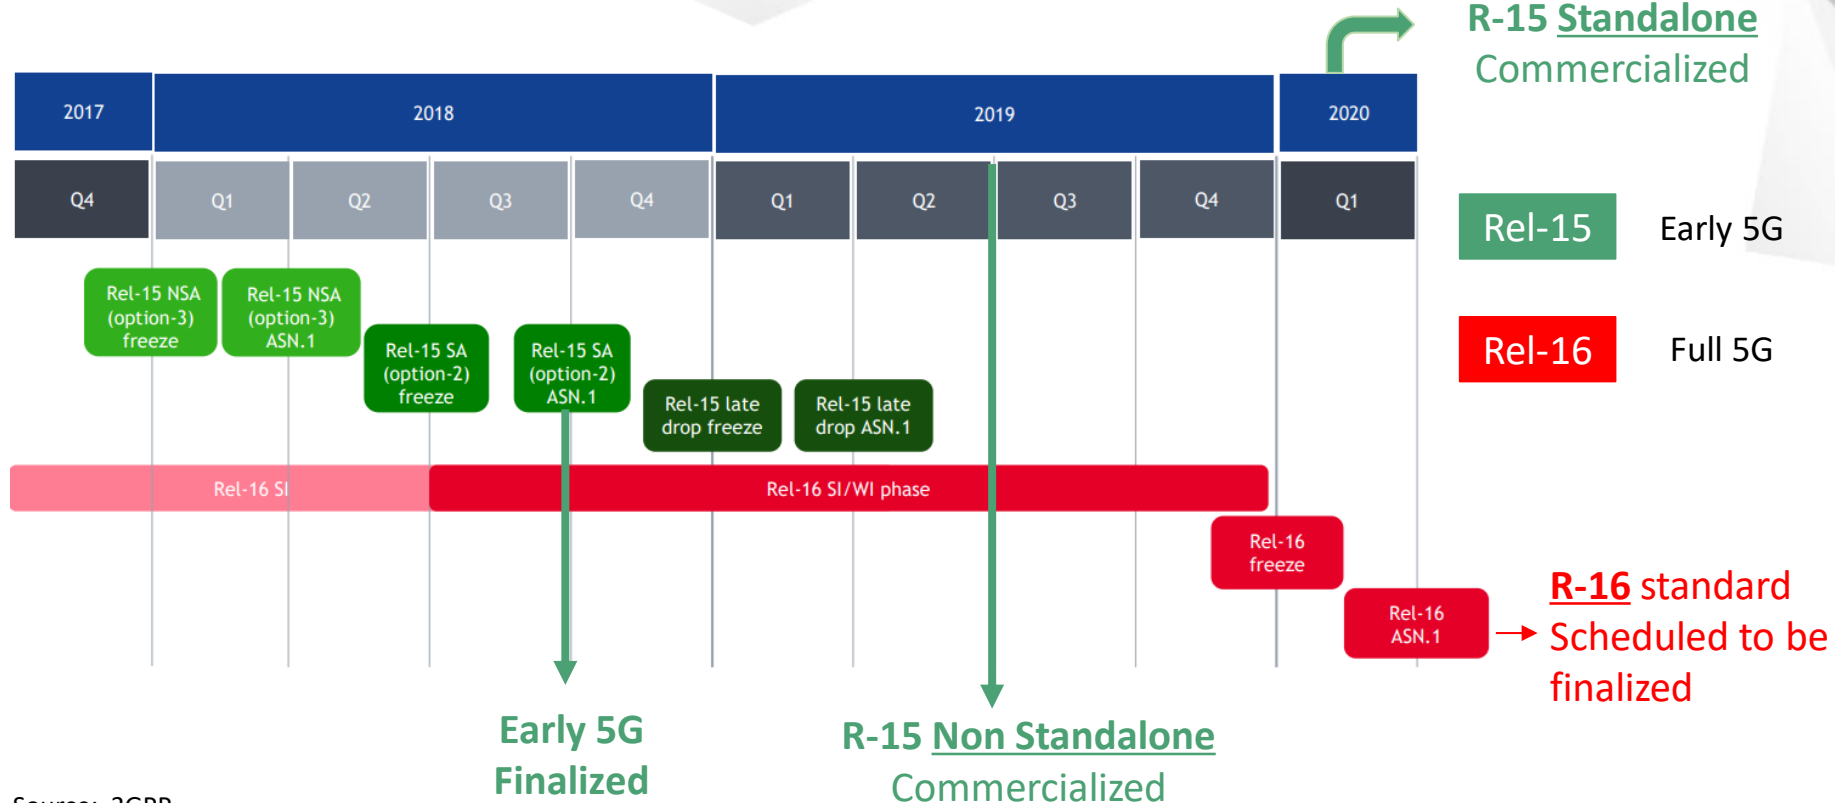 R-15 Standalone
Commercialized
2017
2018
2019
2020
Q4
Q1
Q2
Q3
Q4
Q1
Q2
Q3
Q4
Q1
Rel-15
Early 5G
Rel-16
Full 5G
Rel-15 NSA
(option-3)
freeze
Rel-15 NSA
(option-3)
ASN.1
Rel-15 SA
(option-2)
freeze
Rel-15 SA
(option-2)
ASN.1
Rel-15 late
drop freeze
Rel-15 late
drop ASN.1
Rel-16 SI
Rel-16 SI/WI phase
Rel-16
freeze
Rel-16
ASN.1
R-16 standard
Scheduled to be
finalized
Early 5G
Finalized
R-15 Non Standalone
Commercialized
Source: 3GPP